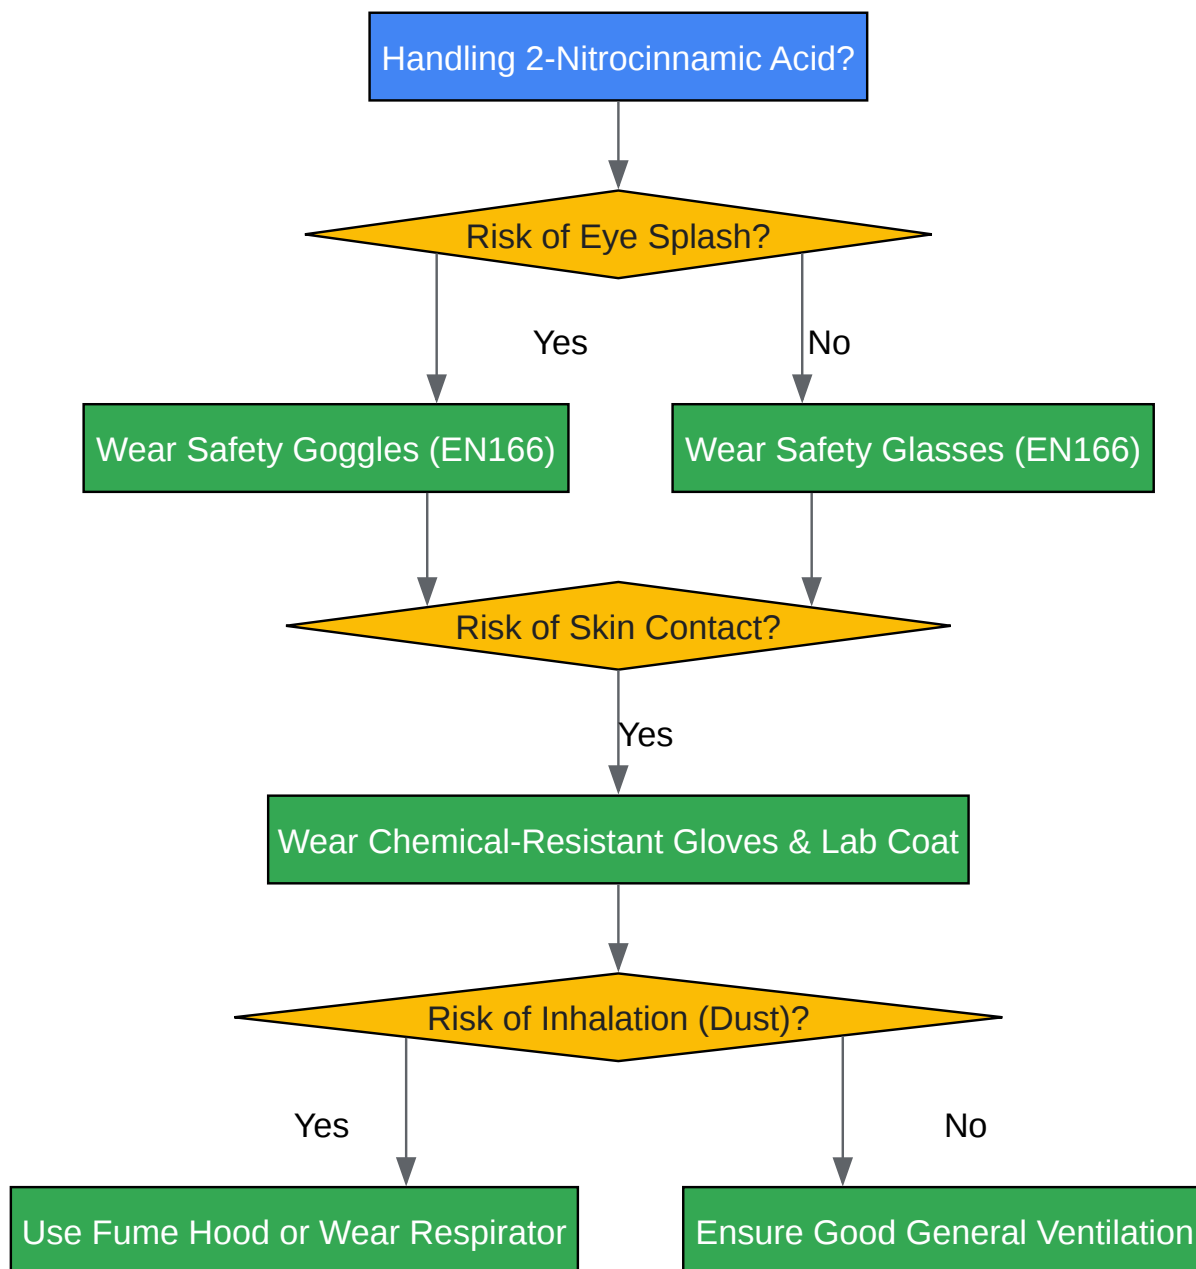 Handling 2-Nitrocinnamic Acid?
Risk of Eye Splash?
Yes
No
Wear Safety Goggles (EN166)
Wear Safety Glasses (EN166)
Risk of Skin Contact?
Yes
Wear Chemical-Resistant Gloves & Lab Coat
Risk of Inhalation (Dust)?
Yes
No
Use Fume Hood or Wear Respirator
Ensure Good General Ventilation